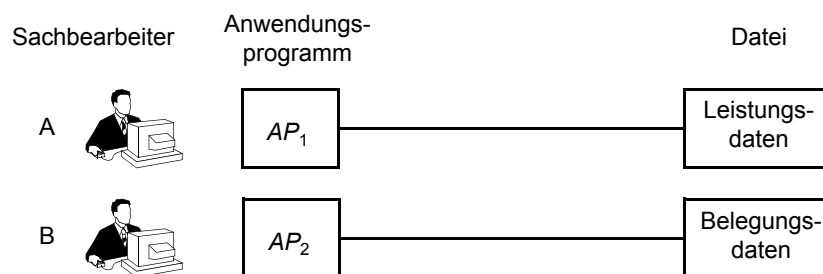 Sachbearbeiter
Anwendungs-
programm
Datei
A
AP1
Leistungs-
daten
B
AP2
Belegungs-
daten